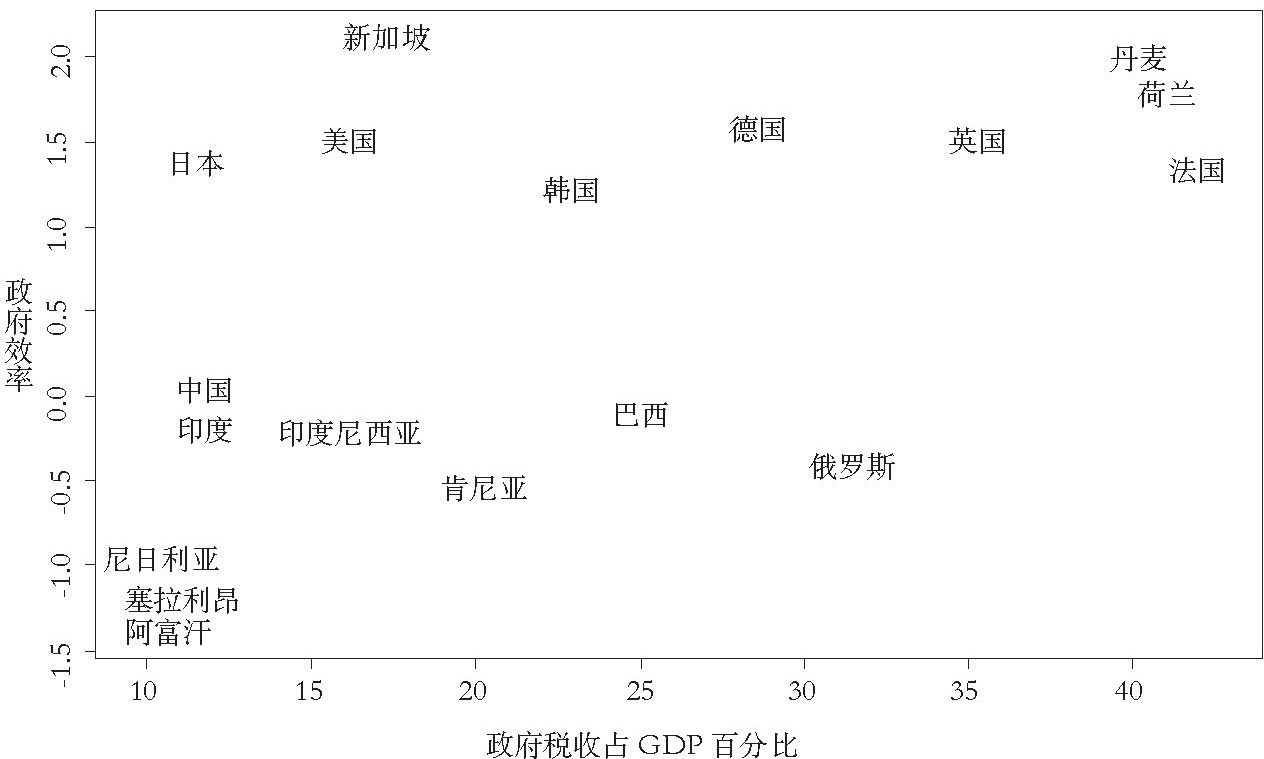 新加坡
2.0
丹麦
荷兰
1.5
美国
德国
英国
日本
法国
韩国
1.0
政府效率
0.5
0.0
中国
巴西
印度
印度尼西亚
俄罗斯
-0.5
肯尼亚
-1.0
尼日利亚
塞拉利昂
阿富汗
-1.5
10 15 20 25 30 35 40
政府税收占 GDP 百分比